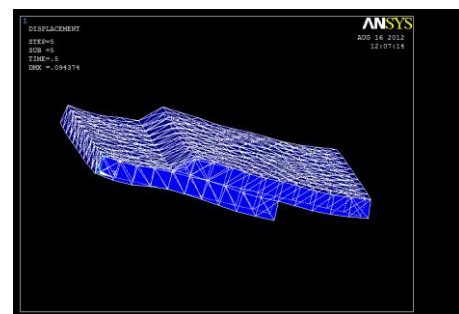 1
DISPLACEMENT
STEP=5
SUB =5
TIME=.5
DMX =.094374
ANSYS
AUG 16 2012
12:07:14